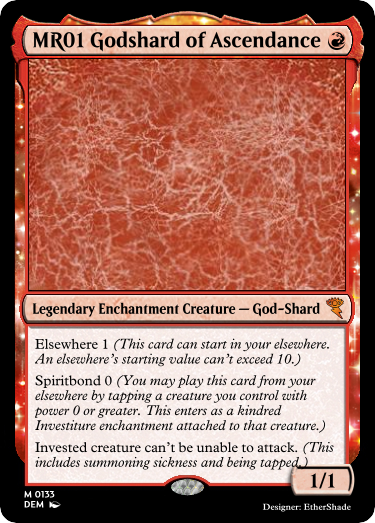 MR01 Godshard of Ascendance
Legendary Enchantment Creature — God-Shard
Elsewhere 1 (This card can start in your elsewhere.
An elsewhere's starting value can't exceed 10.)
Spiritbond 0 (You may play this card from your
elsewhere by tapping a creature you control with
power 0 or greater. This enters as a kindred
Investiture enchantment attached to that creature.)
Invested creature can't be unable to attack. (This
includes summoning sickness and being tapped.)
1/1
M 0133
DEM
Designer: EtherShade